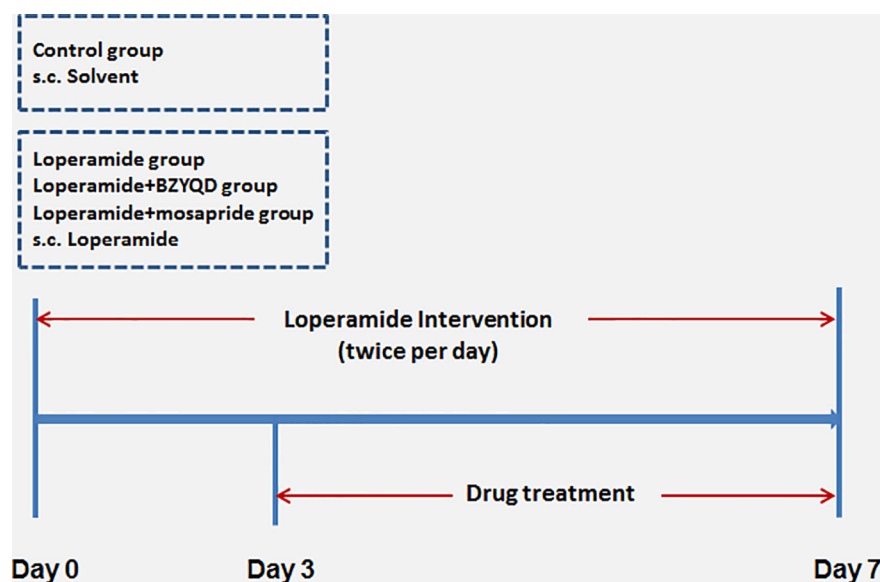 Control group
s.c. Solvent
Loperamide group
Loperamide+BZYQD group
Loperamide+mosapride group
s.c. Loperamide
Loperamide Intervention
(twice per day)
Drug treatment
Day 0
Day 3
Day 7